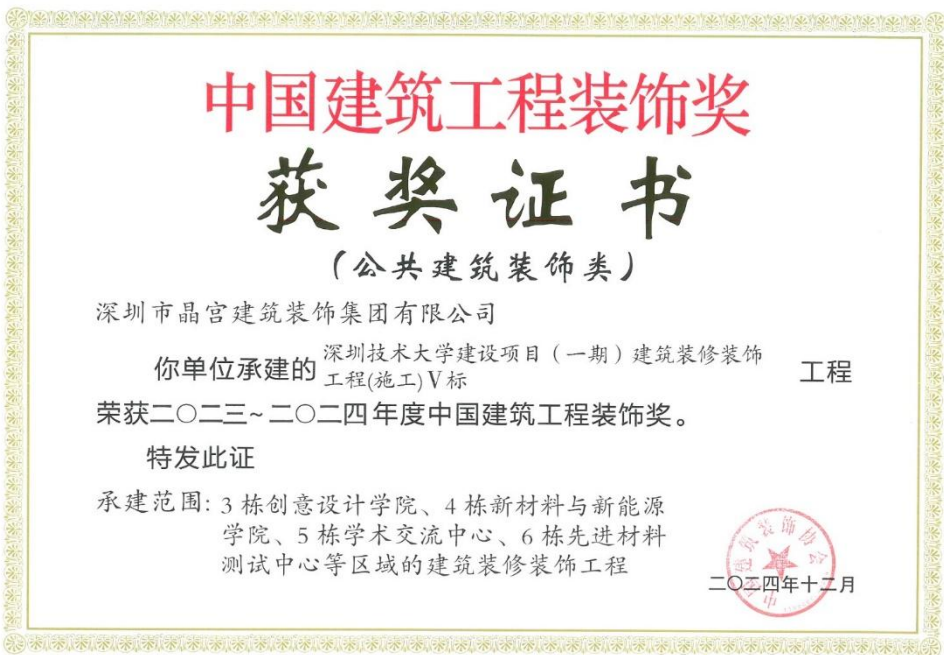 中国建筑工程装饰奖
获奖证书
(公共建筑装饰类)
深圳市晶宫建筑装饰集团有限公司
你单位承建的 深圳技术大学建设项目(一期)建筑装修装饰
工程(施工)V标 工程
荣获二〇二三~二〇二四年度中国建筑工程装饰奖。
特发此证
承建范围: 3栋创意设计学院、4栋新材料与新能源
学院、5栋学术交流中心、6栋先进材料
测试中心等区域的建筑装修装饰工程
中国建筑装饰协会
二〇二四年十二月